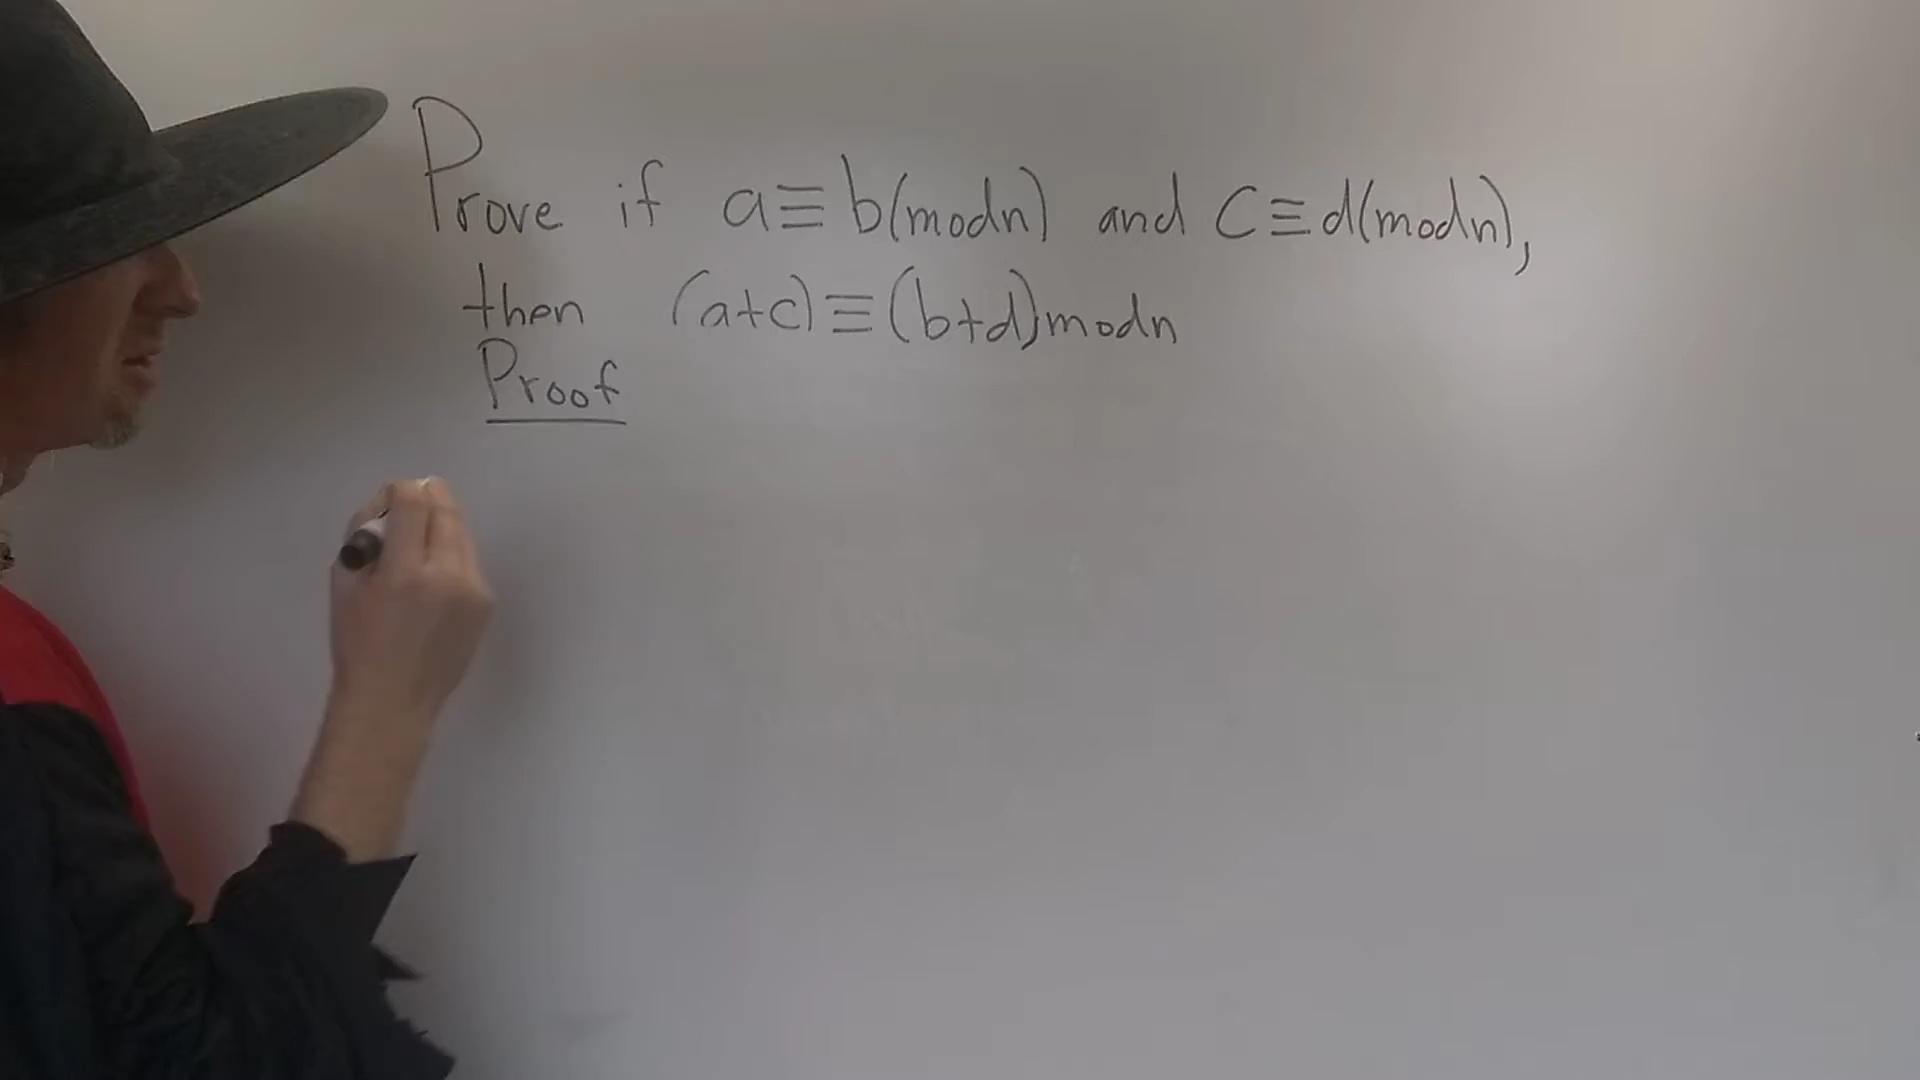 Prove if a≡b(modn) and c≡d(modn),
then (a+c)≡(b+d)modn
Proof